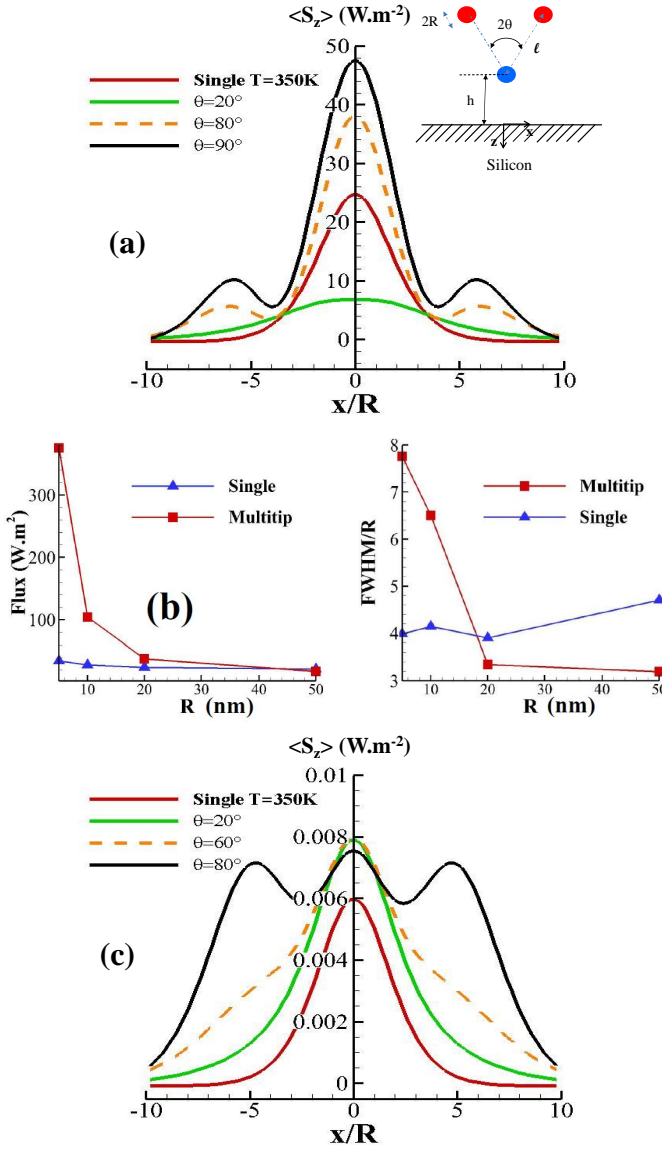 <S_z> (W.m-2)
Single T=350K
θ=20°
θ=80°
θ=90°
50
40
30
20
10
0
-10
-5
0
5
10
x/R
(a)
2R
2θ
ℓ
h
x
z
Silicon
Flux (W.m²)
300
200
100
10
20
30
40
50
R (nm)
Single
Multitip
(b)
FWHM/R
8
7
6
5
4
3
10
20
30
40
50
R (nm)
Multitip
Single
<S_z> (W.m-2)
Single T=350K
θ=20°
θ=60°
θ=80°
0.01
0.008
0.006
0.004
0.002
0
-10
-5
0
5
10
x/R
(c)